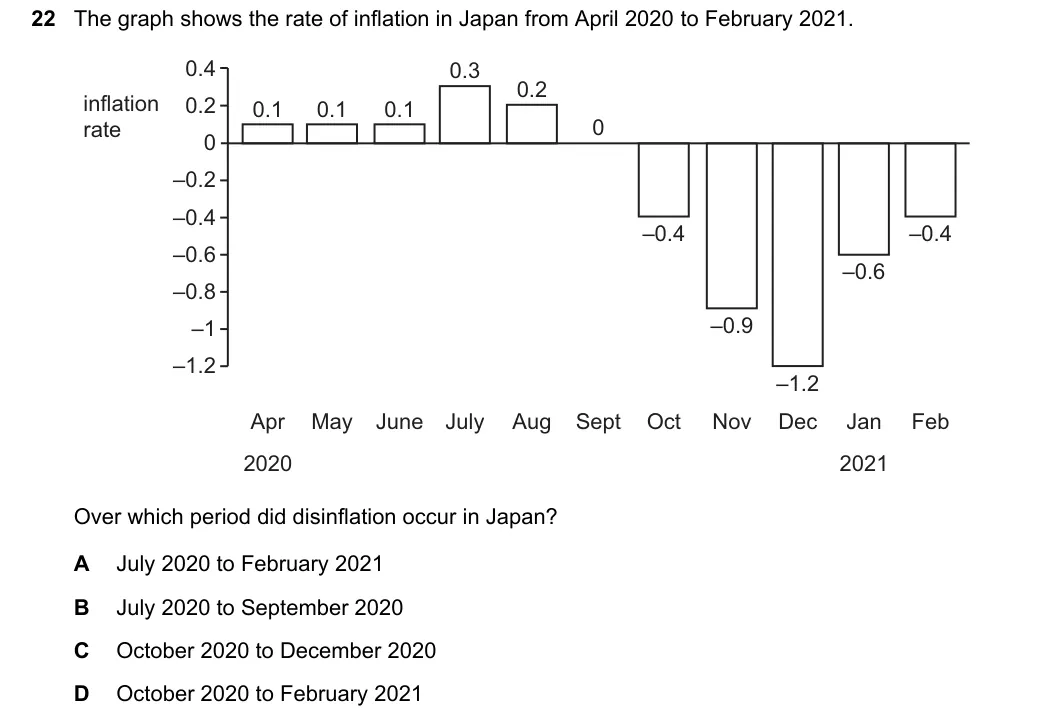 22 The graph shows the rate of inflation in Japan from April 2020 to February 2021.
inflation
rate
0.4
0.2
0
–0.2
–0.4
–0.6
–0.8
–1
–1.2
0.1 0.1 0.1 0.3 0.2 0 –0.4 –0.9 –1.2 –0.6 –0.4
Apr May June July Aug Sept Oct Nov Dec Jan Feb
2020 2021
Over which period did disinflation occur in Japan?
A July 2020 to February 2021
B July 2020 to September 2020
C October 2020 to December 2020
D October 2020 to February 2021